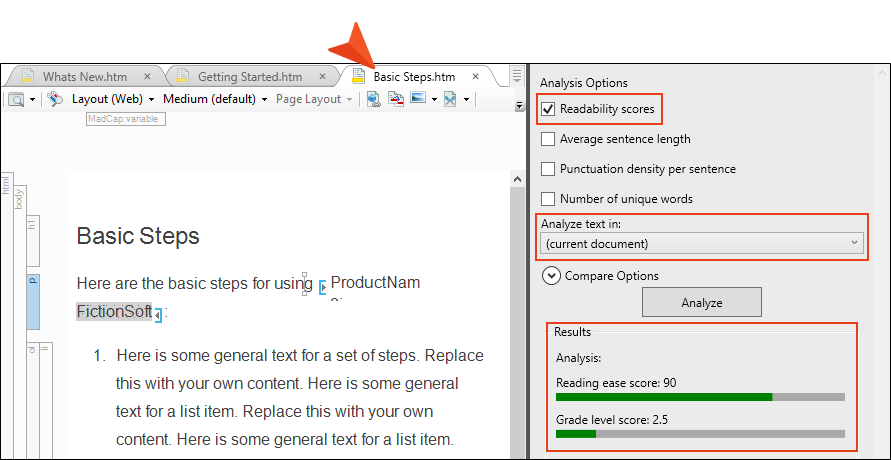 Whats New.htm
Getting Started.htm
Basic Steps.htm
Layout (Web)
Medium (default)
Page Layout
MadCap:variable
html
body
h1
p
ol
li
Basic Steps
Here are the basic steps for using ProductNam
FictionSoft :
1. Here is some general text for a set of steps. Replace
this with your own content. Here is some general
text for a list item. Replace this with your own
content. Here is some general text for a list item.
Analysis Options
Readability scores
Average sentence length
Punctuation density per sentence
Number of unique words
Analyze text in:
(current document)
Compare Options
Analyze
Results
Analysis:
Reading ease score: 90
Grade level score: 2.5